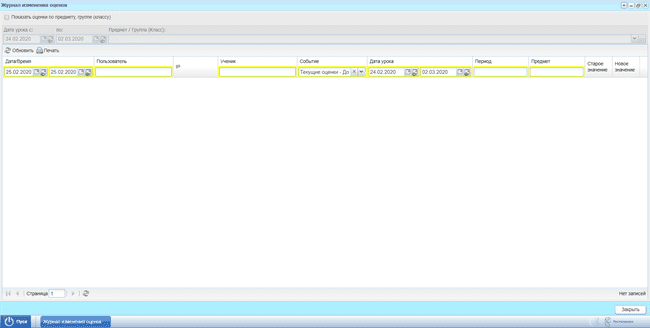 Журнал изменения оценок
Показать оценки по предмету, группе (классу)
Дата урока с: по: Предмет / Группа (Класс):
24.02.2020 02.03.2020
Обновить Печать
Дата/Время Пользователь IP Ученик Событие Дата урока Период Предмет Старое значение Новое значение
25.02.2020 25.02.2020 Текущие оценки - До 24.02.2020 02.03.2020
Страница 1 Нет записей
Закрыть
Пуск Журнал изменения оценок